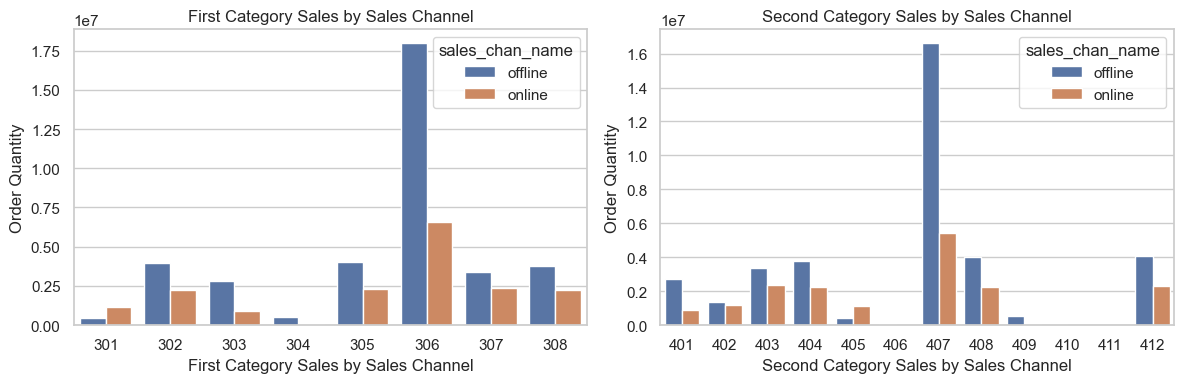 First Category Sales by Sales Channel
1e7
Order Quantity
1.75
1.50
1.25
1.00
0.75
0.50
0.25
0.00
sales_chan_name
offline
online
301 302 303 304 305 306 307 308
First Category Sales by Sales Channel
Second Category Sales by Sales Channel
1e7
Order Quantity
1.6
1.4
1.2
1.0
0.8
0.6
0.4
0.2
0.0
sales_chan_name
offline
online
401 402 403 404 405 406 407 408 409 410 411 412
Second Category Sales by Sales Channel